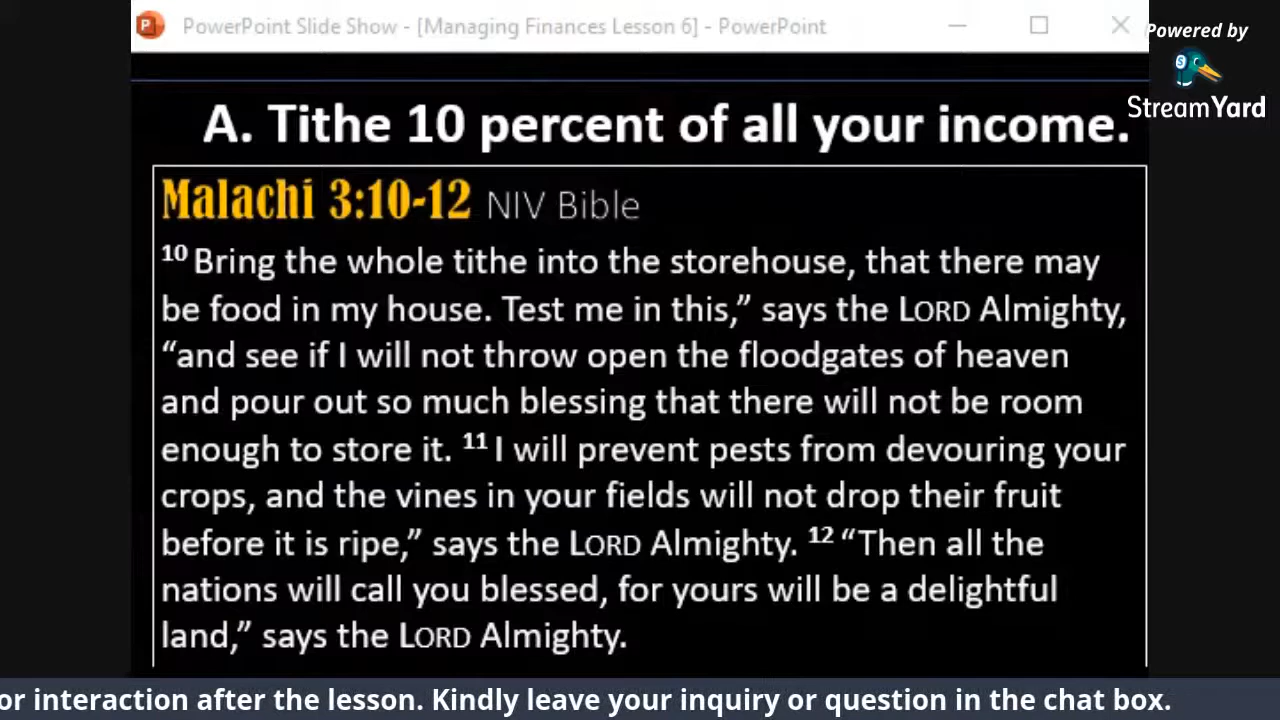 PowerPoint Slide Show - [Managing Finances Lesson 6] - PowerPoint
Powered by
StreamYard
A. Tithe 10 percent of all your income.
Malachi 3:10-12 NIV Bible
10 Bring the whole tithe into the storehouse, that there may
be food in my house. Test me in this,” says the LORD Almighty,
“and see if I will not throw open the floodgates of heaven
and pour out so much blessing that there will not be room
enough to store it. 11 I will prevent pests from devouring your
crops, and the vines in your fields will not drop their fruit
before it is ripe,” says the LORD Almighty. 12 “Then all the
nations will call you blessed, for yours will be a delightful
land,” says the LORD Almighty.
or interaction after the lesson. Kindly leave your inquiry or question in the chat box.